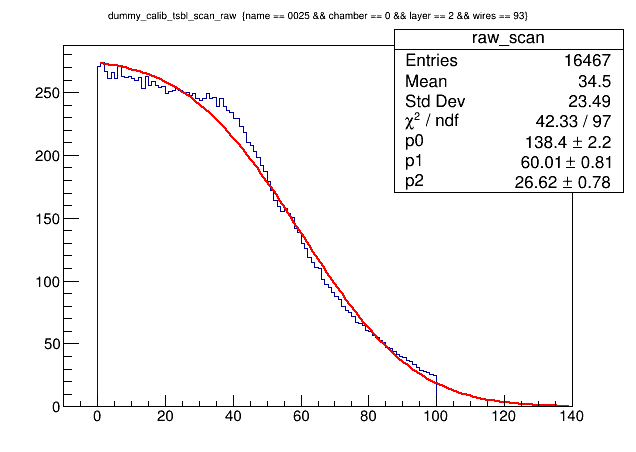 dummy_calib_tsbl_scan_raw {name == 0025 && chamber == 0 && layer == 2 && wires == 93}
raw_scan
Entries 16467
Mean 34.5
Std Dev 23.49
χ² / ndf 42.33 / 97
p0 138.4 ± 2.2
p1 60.01 ± 0.81
p2 26.62 ± 0.78
250
200
150
100
50
0
0 20 40 60 80 100 120 140